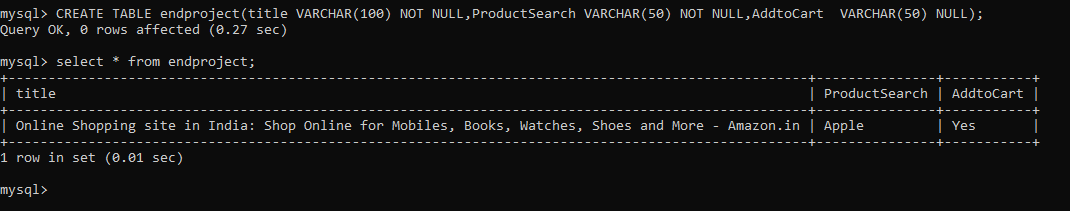 mysql> CREATE TABLE endproject(title VARCHAR(100) NOT NULL,ProductSearch VARCHAR(50) NOT NULL,AddtoCart  VARCHAR(50) NULL);
Query OK, 0 rows affected (0.27 sec)
mysql> select * from endproject;
+----------------------------------------------------------------------------------------------------+---------------+-----------+
| title                                                                                              | ProductSearch | AddtoCart |
+----------------------------------------------------------------------------------------------------+---------------+-----------+
| Online Shopping site in India: Shop Online for Mobiles, Books, Watches, Shoes and More - Amazon.in | Apple         | Yes       |
+----------------------------------------------------------------------------------------------------+---------------+-----------+
1 row in set (0.01 sec)
mysql>